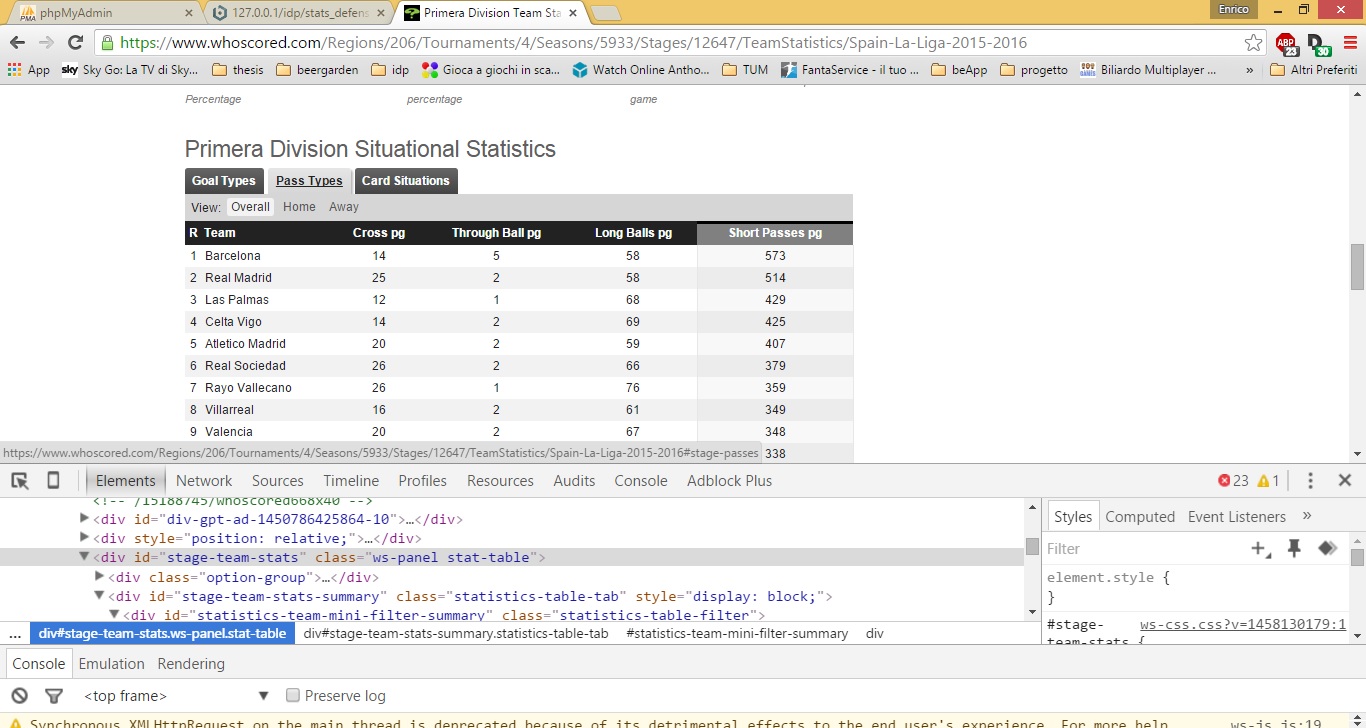 phpMyAdmin × 127.0.0.1/idp/stats_defens × Primera Division Team Sta × Enrico
https://www.whoscored.com/Regions/206/Tournaments/4/Seasons/5933/Stages/12647/TeamStatistics/Spain-La-Liga-2015-2016 ABP 23 30
App sky Sky Go: La TV di Sky... thesis beergarden idp Gioca a giochi in sca... Watch Online Antho... TUM FantaService - il tuo ... beApp progetto Biliardo Multiplayer ... » Altri Preferiti
Percentage percentage game
Primera Division Situational Statistics
Goal Types Pass Types Card Situations
View: Overall Home Away
R Team Cross pg Through Ball pg Long Balls pg Short Passes pg
1 Barcelona 14 5 58 573
2 Real Madrid 25 2 58 514
3 Las Palmas 12 1 68 429
4 Celta Vigo 14 2 69 425
5 Atletico Madrid 20 2 59 407
6 Real Sociedad 26 2 66 379
7 Rayo Vallecano 26 1 76 359
8 Villarreal 16 2 61 349
9 Valencia 20 2 67 348
https://www.whoscored.com/Regions/206/Tournaments/4/Seasons/5933/Stages/12647/TeamStatistics/Spain-La-Liga-2015-2016#stage-passes 338
Elements Network Sources Timeline Profiles Resources Audits Console Adblock Plus 23 1
<!-- /15188745/whoscored668x40 -->
<div id="div-gpt-ad-1450786425864-10">…</div>
<div style="position: relative;">…</div>
<div id="stage-team-stats" class="ws-panel stat-table">
<div class="option-group">…</div>
<div id="stage-team-stats-summary" class="statistics-table-tab" style="display: block;">
<div id="statistics-team-mini-filter-summary" class="statistics-table-filter">
... div#stage-team-stats.ws-panel.stat-table div#stage-team-stats-summary.statistics-table-tab #statistics-team-mini-filter-summary div
Styles Computed Event Listeners »
Filter
element.style {
}
#stage- ws-css.css?v=1458130179:1
team-stats {
Console Emulation Rendering
<top frame> Preserve log
Synchronous XMLHttpRequest on the main thread is deprecated because of its detrimental effects to the end user's experience. For more help, ws-js.js:19